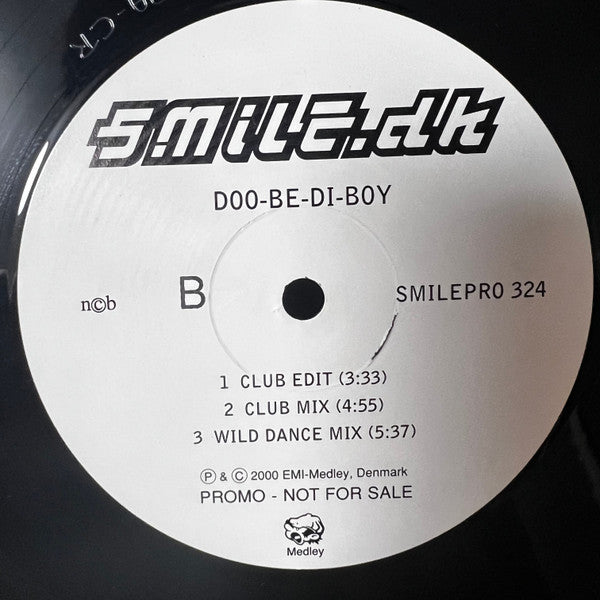 SMiLE.dk
DOO-BE-DI-BOY
n©b B SMILEPRO 324
1 CLUB EDIT (3:33)
2 CLUB MIX (4:55)
3 WILD DANCE MIX (5:37)
Ⓟ & © 2000 EMI-Medley, Denmark
PROMO - NOT FOR SALE
Medley